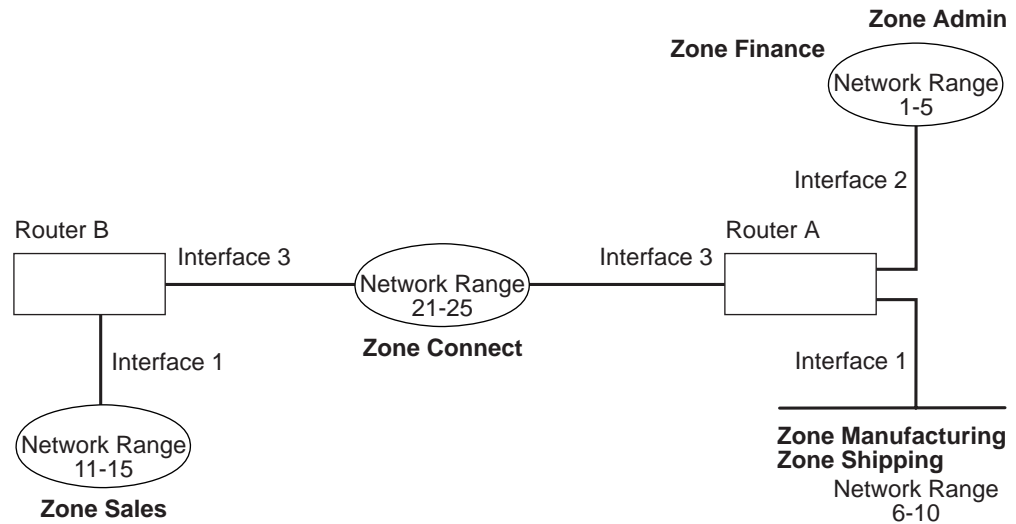 Zone Admin
Zone Finance
Network Range
1-5
Interface 2
Router B
Router A
Interface 3
Interface 3
Network Range
21-25
Zone Connect
Interface 1
Interface 1
Network Range
11-15
Zone Sales
Zone Manufacturing
Zone Shipping
Network Range
6-10